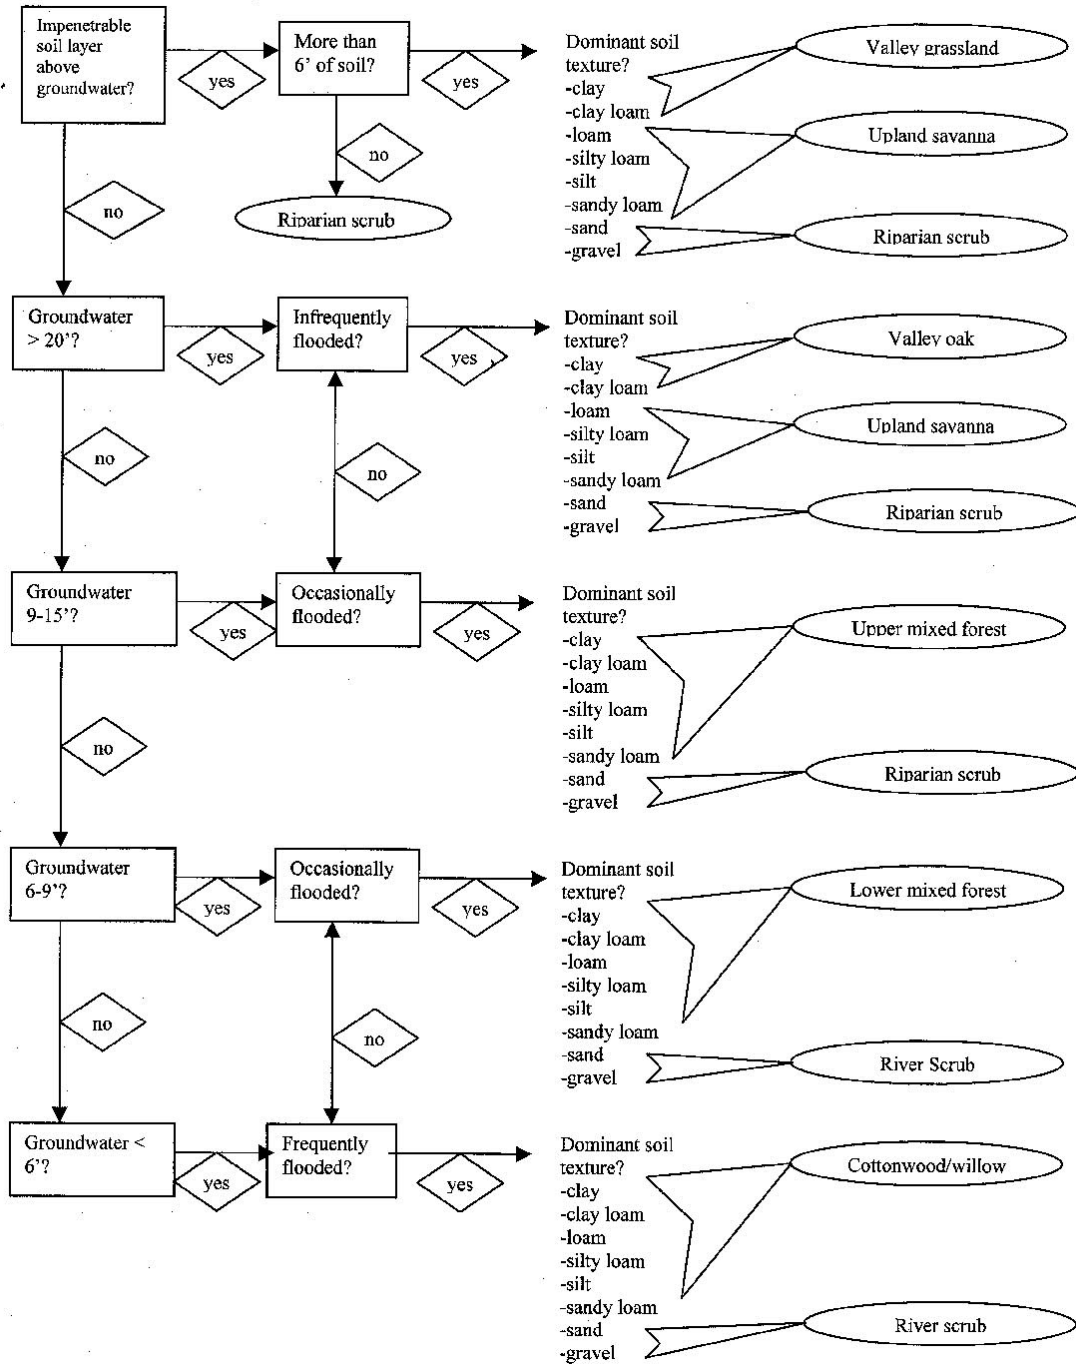 Impenetrable
soil layer
above
groundwater?
yes
More than
6' of soil?
yes
no
Riparian scrub
Dominant soil
texture?
-clay
-clay loam
-loam
-silty loam
-silt
-sandy loam
-sand
-gravel
Valley grassland
Upland savanna
Riparian scrub
no
Groundwater
> 20'?
yes
Infrequently
flooded?
yes
Dominant soil
texture?
-clay
-clay loam
-loam
-silty loam
-silt
-sandy loam
-sand
-gravel
Valley oak
Upland savanna
Riparian scrub
no
no
Groundwater
9-15'?
yes
Occasionally
flooded?
yes
Dominant soil
texture?
-clay
-clay loam
-loam
-silty loam
-silt
-sandy loam
-sand
-gravel
Upper mixed forest
Riparian scrub
no
Groundwater
6-9'?
yes
Occasionally
flooded?
yes
Dominant soil
texture?
-clay
-clay loam
-loam
-silty loam
-silt
-sandy loam
-sand
-gravel
Lower mixed forest
River Scrub
no
no
Groundwater <
6'?
yes
Frequently
flooded?
yes
Dominant soil
texture?
-clay
-clay loam
-loam
-silty loam
-silt
-sandy loam
-sand
-gravel
Cottonwood/willow
River scrub